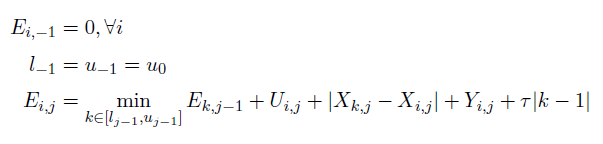 E_{i,-1} = 0, ∀i
l_{-1} = u_{-1} = u_0
E_{i,j} = min_{k∈[l_{j-1},u_{j-1}]} E_{k,j-1} + U_{i,j} + |X_{k,j} − X_{i,j}| + Y_{i,j} + τ|k − 1|